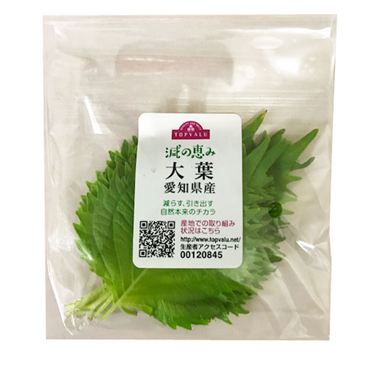 TOPVALU
減の恵み
大葉
愛知県産
減らす、引き出す
自然本来のチカラ
産地での取り組み
状況はこちら
http://www.topvalu.net/
生産者アクセスコード
00120845